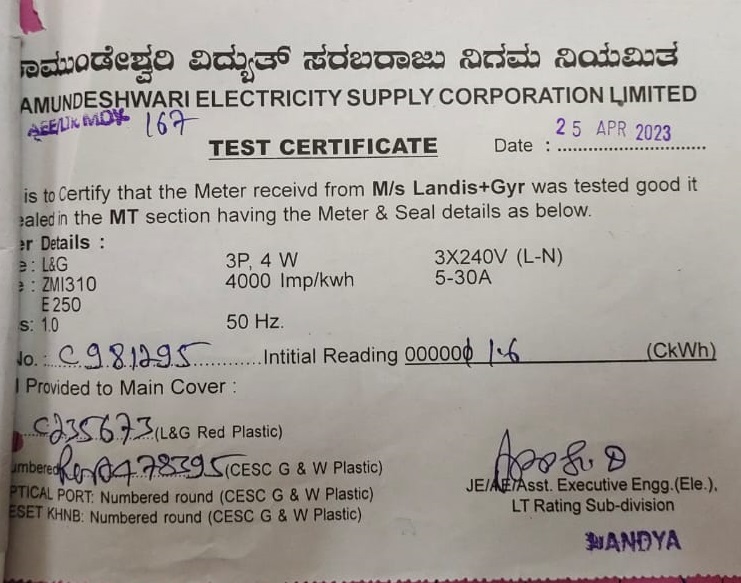 ಾಮುಂಡೇಶ್ವರಿ ವಿದ್ಯುತ್ ಸರಬರಾಜು ನಿಗಮ ನಿಯಮಿತ
AMUNDESHWARI ELECTRICITY SUPPLY CORPORATION LIMITED
167
TEST CERTIFICATE Date : 25 APR 2023
is to Certify that the Meter receivd from M/s Landis+Gyr was tested good it
ealed in the MT section having the Meter & Seal details as below.
er Details :
e : L&G 3P, 4 W 3X240V (L-N)
e : ZMI310 4000 Imp/kwh 5-30A
E 250
s: 1.0 50 Hz.
No. : C981295 Intitial Reading 000000 1.6 (CkWh)
l Provided to Main Cover :
C235673 (L&G Red Plastic)
umbered 478395 (CESC G & W Plastic)
PTICAL PORT: Numbered round (CESC G & W Plastic)
ESET KHNB: Numbered round (CESC G & W Plastic)
JE/AE/Asst. Executive Engg.(Ele.),
LT Rating Sub-division
MANDYA